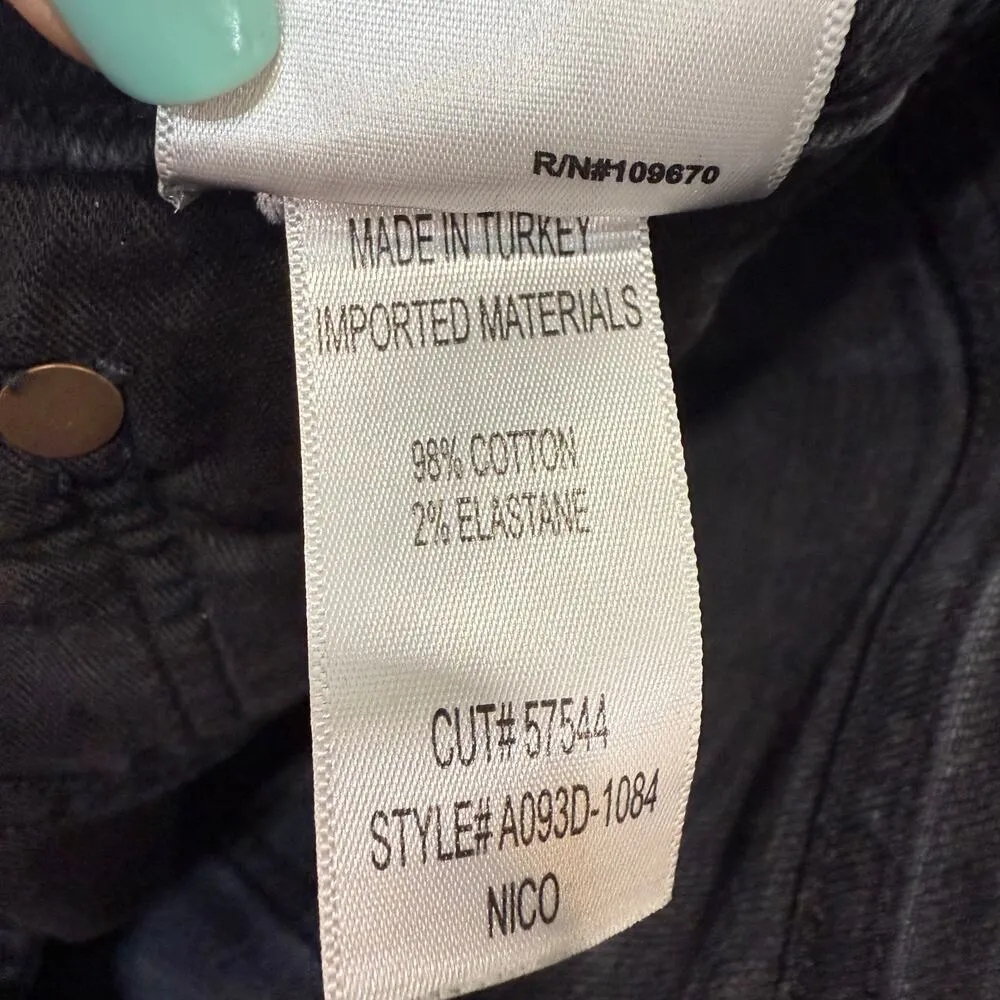 R/N#109670
MADE IN TURKEY
IMPORTED MATERIALS
98% COTTON
2% ELASTANE
CUT# 57544
STYLE# A093D-1084
NICO